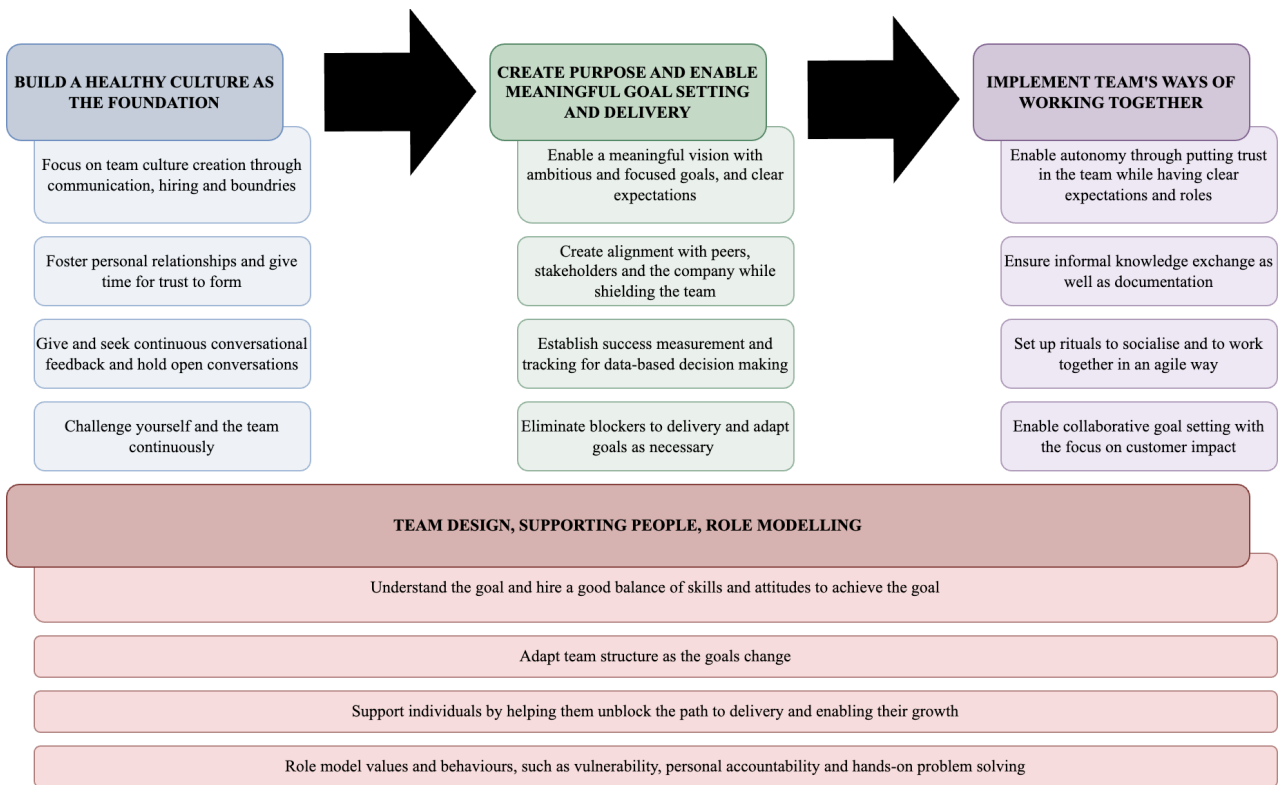 BUILD A HEALTHY CULTURE AS
THE FOUNDATION
Focus on team culture creation through
communication, hiring and boundries
Foster personal relationships and give
time for trust to form
Give and seek continuous conversational
feedback and hold open conversations
Challenge yourself and the team
continuously
CREATE PURPOSE AND ENABLE
MEANINGFUL GOAL SETTING
AND DELIVERY
Enable a meaningful vision with
ambitious and focused goals, and clear
expectations
Create alignment with peers,
stakeholders and the company while
shielding the team
Establish success measurement and
tracking for data-based decision making
Eliminate blockers to delivery and adapt
goals as necessary
IMPLEMENT TEAM'S WAYS OF
WORKING TOGETHER
Enable autonomy through putting trust
in the team while having clear
expectations and roles
Ensure informal knowledge exchange as
well as documentation
Set up rituals to socialise and to work
together in an agile way
Enable collaborative goal setting with
the focus on customer impact
TEAM DESIGN, SUPPORTING PEOPLE, ROLE MODELLING
Understand the goal and hire a good balance of skills and attitudes to achieve the goal
Adapt team structure as the goals change
Support individuals by helping them unblock the path to delivery and enabling their growth
Role model values and behaviours, such as vulnerability, personal accountability and hands-on problem solving